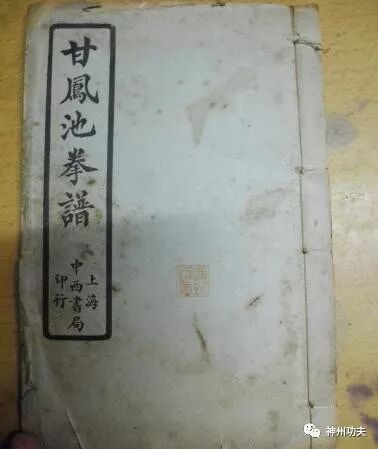 甘鳳池拳譜
上海
中西書局
印行
神州功夫